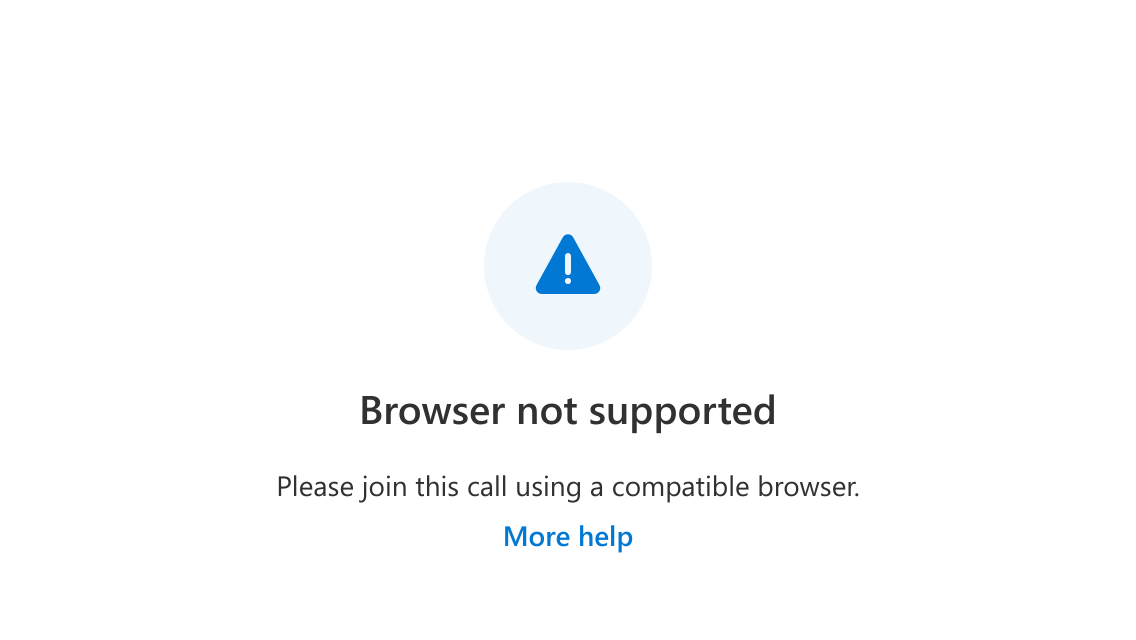 Browser not supported
Please join this call using a compatible browser.
More help